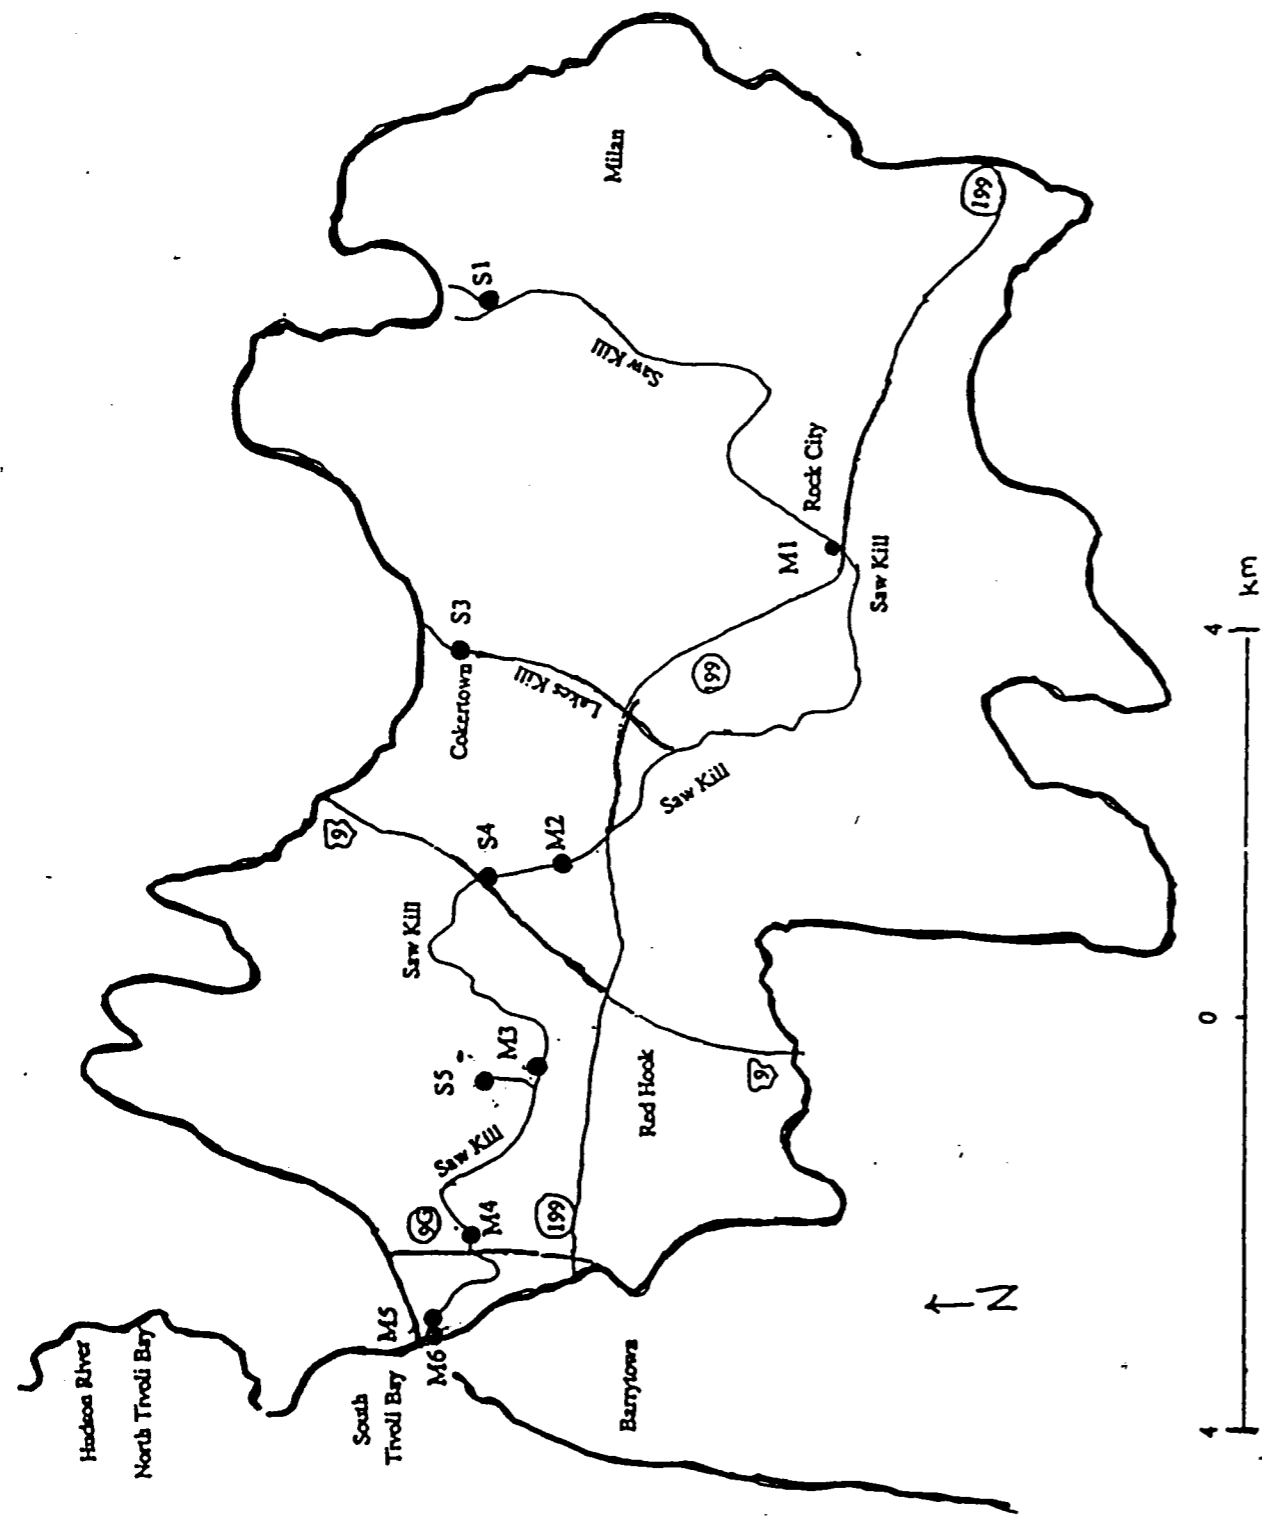 Hudson River
North Tivoli Bay
South
Tivoli Bay
M6
M5
Barrytown
9G
M4
199
Saw Kill
S5
M3
Red Hook
9
Saw Kill
S4
M2
9
Saw Kill
Cokertown
S3
Lakes Kill
199
M1
Saw Kill
Rock City
Saw Kill
S1
Milan
199
N
4
0
4
km